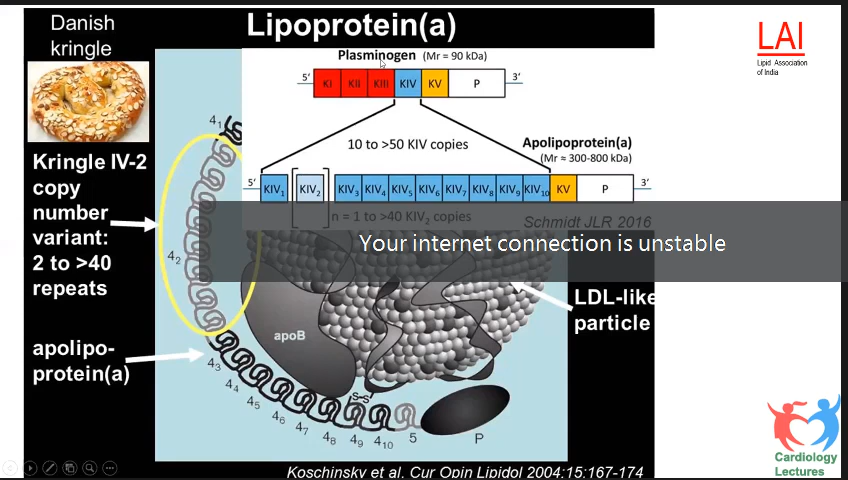 Danish
kringle
Lipoprotein(a)
LAI
Lipid Association
of India
Plasminogen (Mr ≈ 90 kDa)
5' KI KII KIII KIV KV P 3'
10 to >50 KIV copies
Apolipoprotein(a)
(Mr ≈ 300-800 kDa)
5' KIV1 KIV2 KIV3 KIV4 KIV5 KIV6 KIV7 KIV8 KIV9 KIV10 KV P 3'
n = 1 to >40 KIV2 copies
Schmidt JLR 2016
Your internet connection is unstable
Kringle IV-2
copy
number
variant:
2 to >40
repeats
apolipo-
protein(a)
LDL-like
particle
apoB
S-S
41
42
43
44
45
46
47
48
49
410
5
P
Koschinsky et al. Cur Opin Lipidol 2004:15:167-174
Cardiology
Lectures